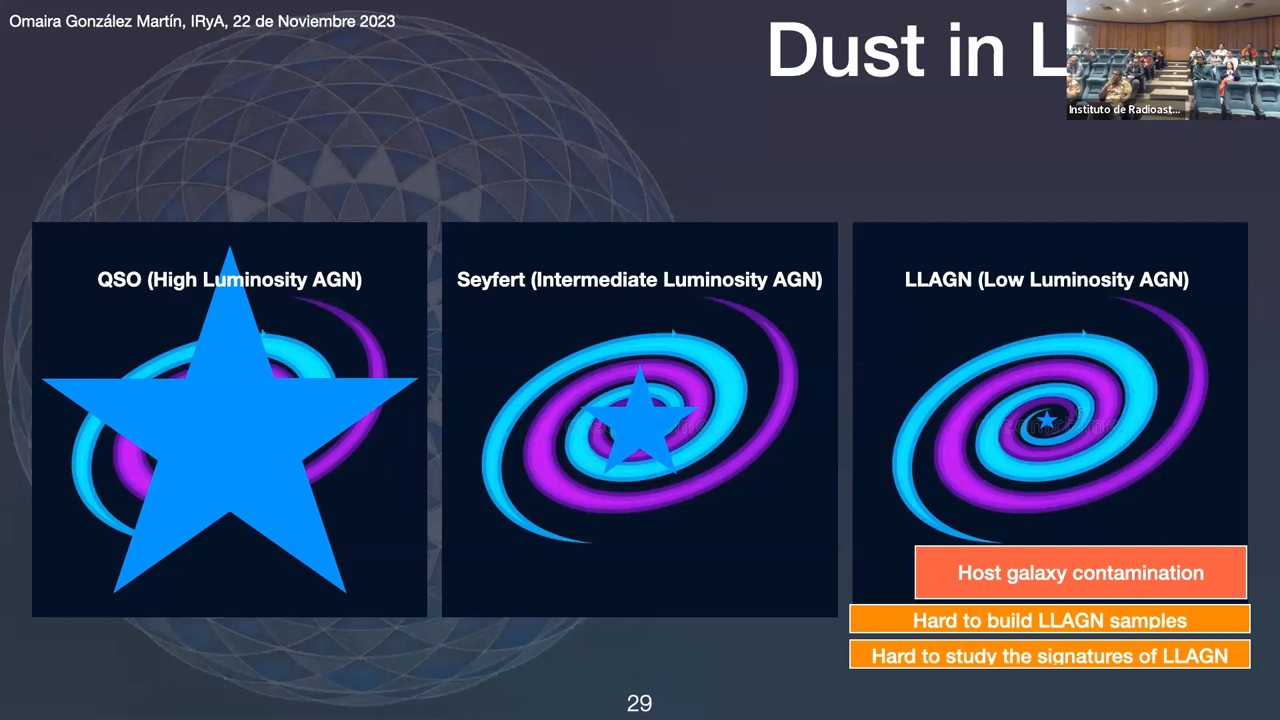 Omaira González Martín, IRyA, 22 de Noviembre 2023
Dust in L
Instituto de Radioast...
QSO (High Luminosity AGN)
Seyfert (Intermediate Luminosity AGN)
LLAGN (Low Luminosity AGN)
Host galaxy contamination
Hard to build LLAGN samples
Hard to study the signatures of LLAGN
29